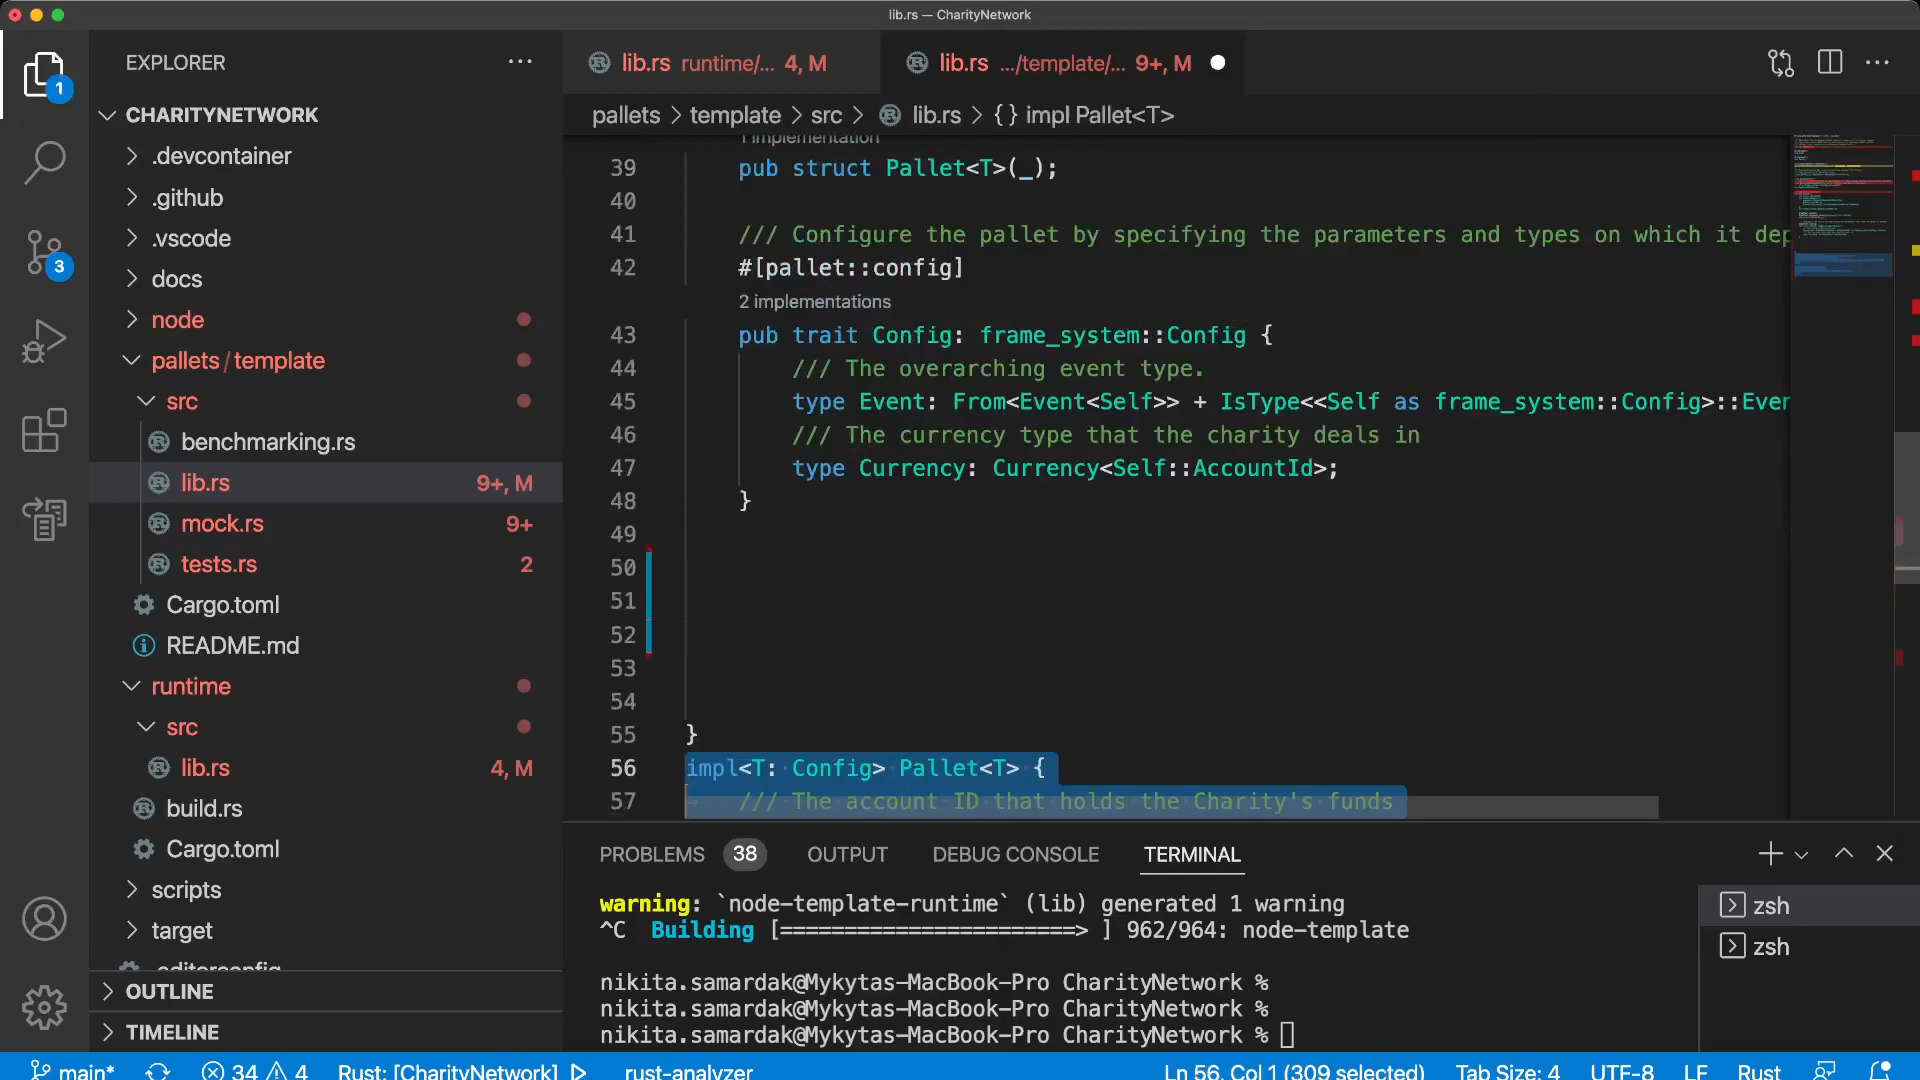 lib.rs — CharityNetwork
EXPLORER
1
CHARITYNETWORK
.devcontainer
.github
.vscode
docs
node
pallets/template
src
benchmarking.rs
lib.rs 9+, M
mock.rs 9+
tests.rs 2
Cargo.toml
README.md
runtime
src
lib.rs 4, M
build.rs
Cargo.toml
scripts
target
.editorconfig
OUTLINE
TIMELINE
3
lib.rs runtime/... 4, M
lib.rs .../template/... 9+, M
pallets > template > src > lib.rs > {} impl Pallet<T>
1 implementation
39 pub struct Pallet<T>(_);
40
41 /// Configure the pallet by specifying the parameters and types on which it dep
42 #[pallet::config]
2 implementations
43 pub trait Config: frame_system::Config {
44 /// The overarching event type.
45 type Event: From<Event<Self>> + IsType<<Self as frame_system::Config>::Even
46 /// The currency type that the charity deals in
47 type Currency: Currency<Self::AccountId>;
48 }
49
50
51
52
53
54
55 }
56 impl<T: Config> Pallet<T> {
57 /// The account ID that holds the Charity's funds
PROBLEMS 38 OUTPUT DEBUG CONSOLE TERMINAL
warning: `node-template-runtime` (lib) generated 1 warning
^C Building [=======================> ] 962/964: node-template
nikita.samardak@Mykytas-MacBook-Pro CharityNetwork %
nikita.samardak@Mykytas-MacBook-Pro CharityNetwork %
nikita.samardak@Mykytas-MacBook-Pro CharityNetwork %
zsh
zsh
main* 34 4 Rust: [CharityNetwork] rust-analyzer Ln 56, Col 1 (309 selected) Tab Size: 4 UTF-8 LF Rust